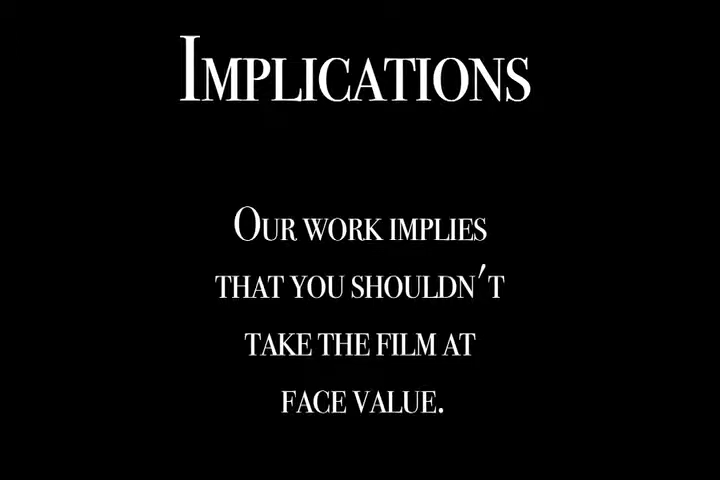 Implications
Our work implies
that you shouldn't
take the film at
face value.